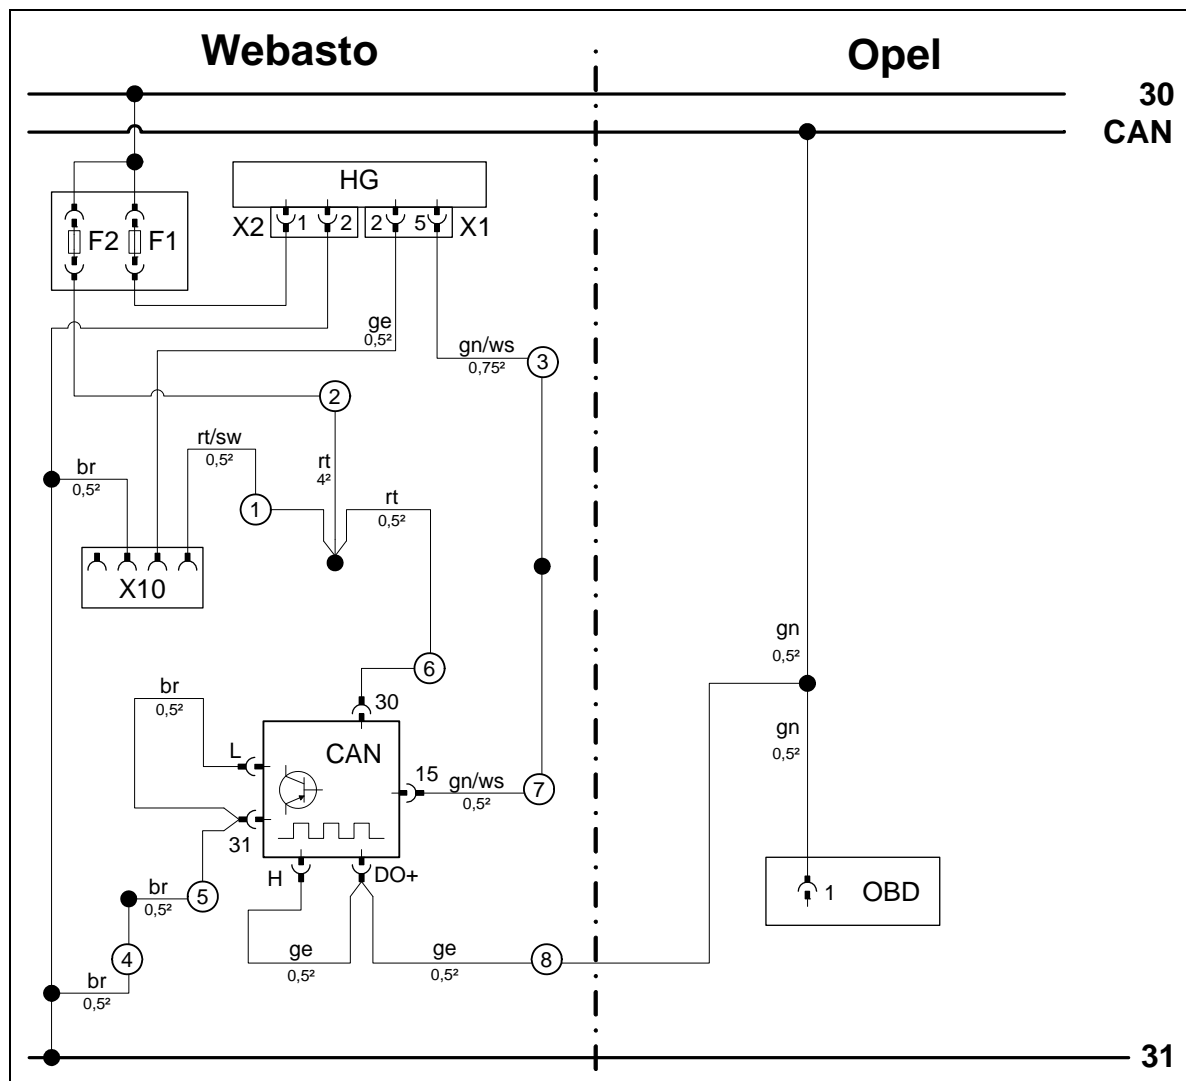 Webasto
Opel
30
CAN
HG
X2
1
2
2
5
X1
F2
F1
ge
0,5²
gn/ws
0,75²
3
2
rt/sw
0,5²
rt
4²
br
0,5²
1
rt
0,5²
X10
gn
0,5²
6
br
0,5²
30
gn
0,5²
L
CAN
15
gn/ws
0,5²
7
31
H
DO+
br
0,5²
5
1
OBD
4
ge
0,5²
ge
0,5²
8
br
0,5²
31